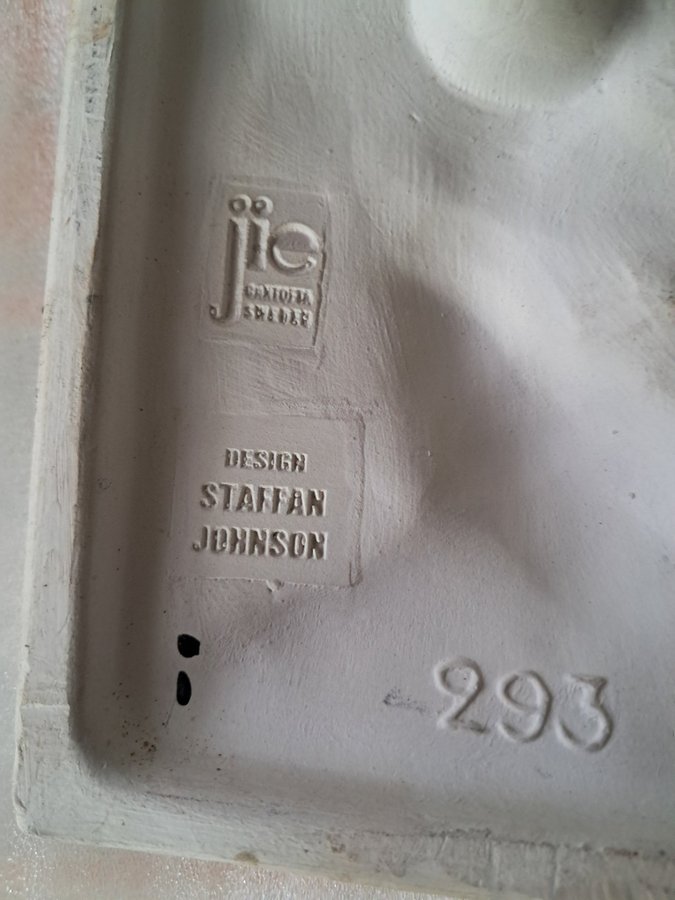 jie
GANTOFTA
SWEDEN
DESIGN
STAFFAN
JOHNSON
293